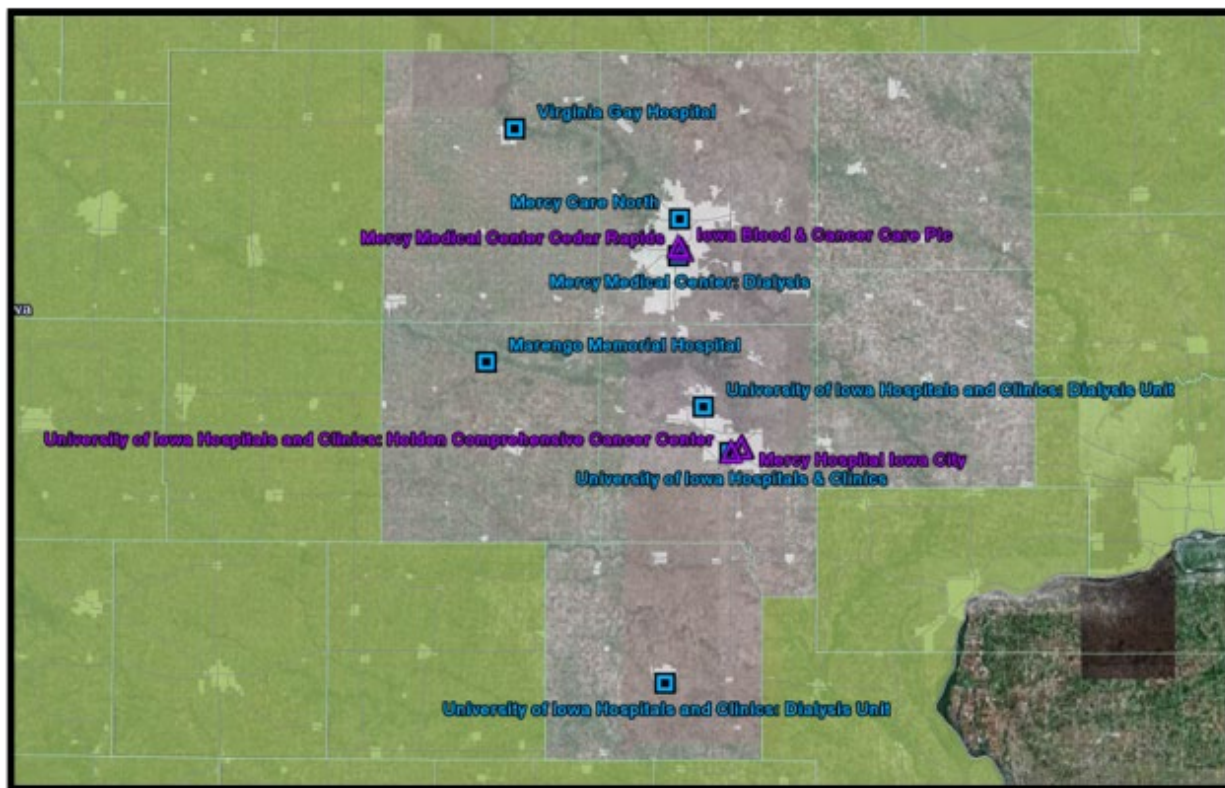 Virginia Gay Hospital
Mercy Care North
Mercy Medical Center Cedar Rapids
Iowa Blood & Cancer Care Plc
Mercy Medical Center: Dialysis
va
Marengo Memorial Hospital
University of Iowa Hospitals and Clinics: Dialysis Unit
University of Iowa Hospitals and Clinics: Holden Comprehensive Cancer Center
Mercy Hospital Iowa City
University of Iowa Hospitals & Clinics
University of Iowa Hospitals and Clinics: Dialysis Unit